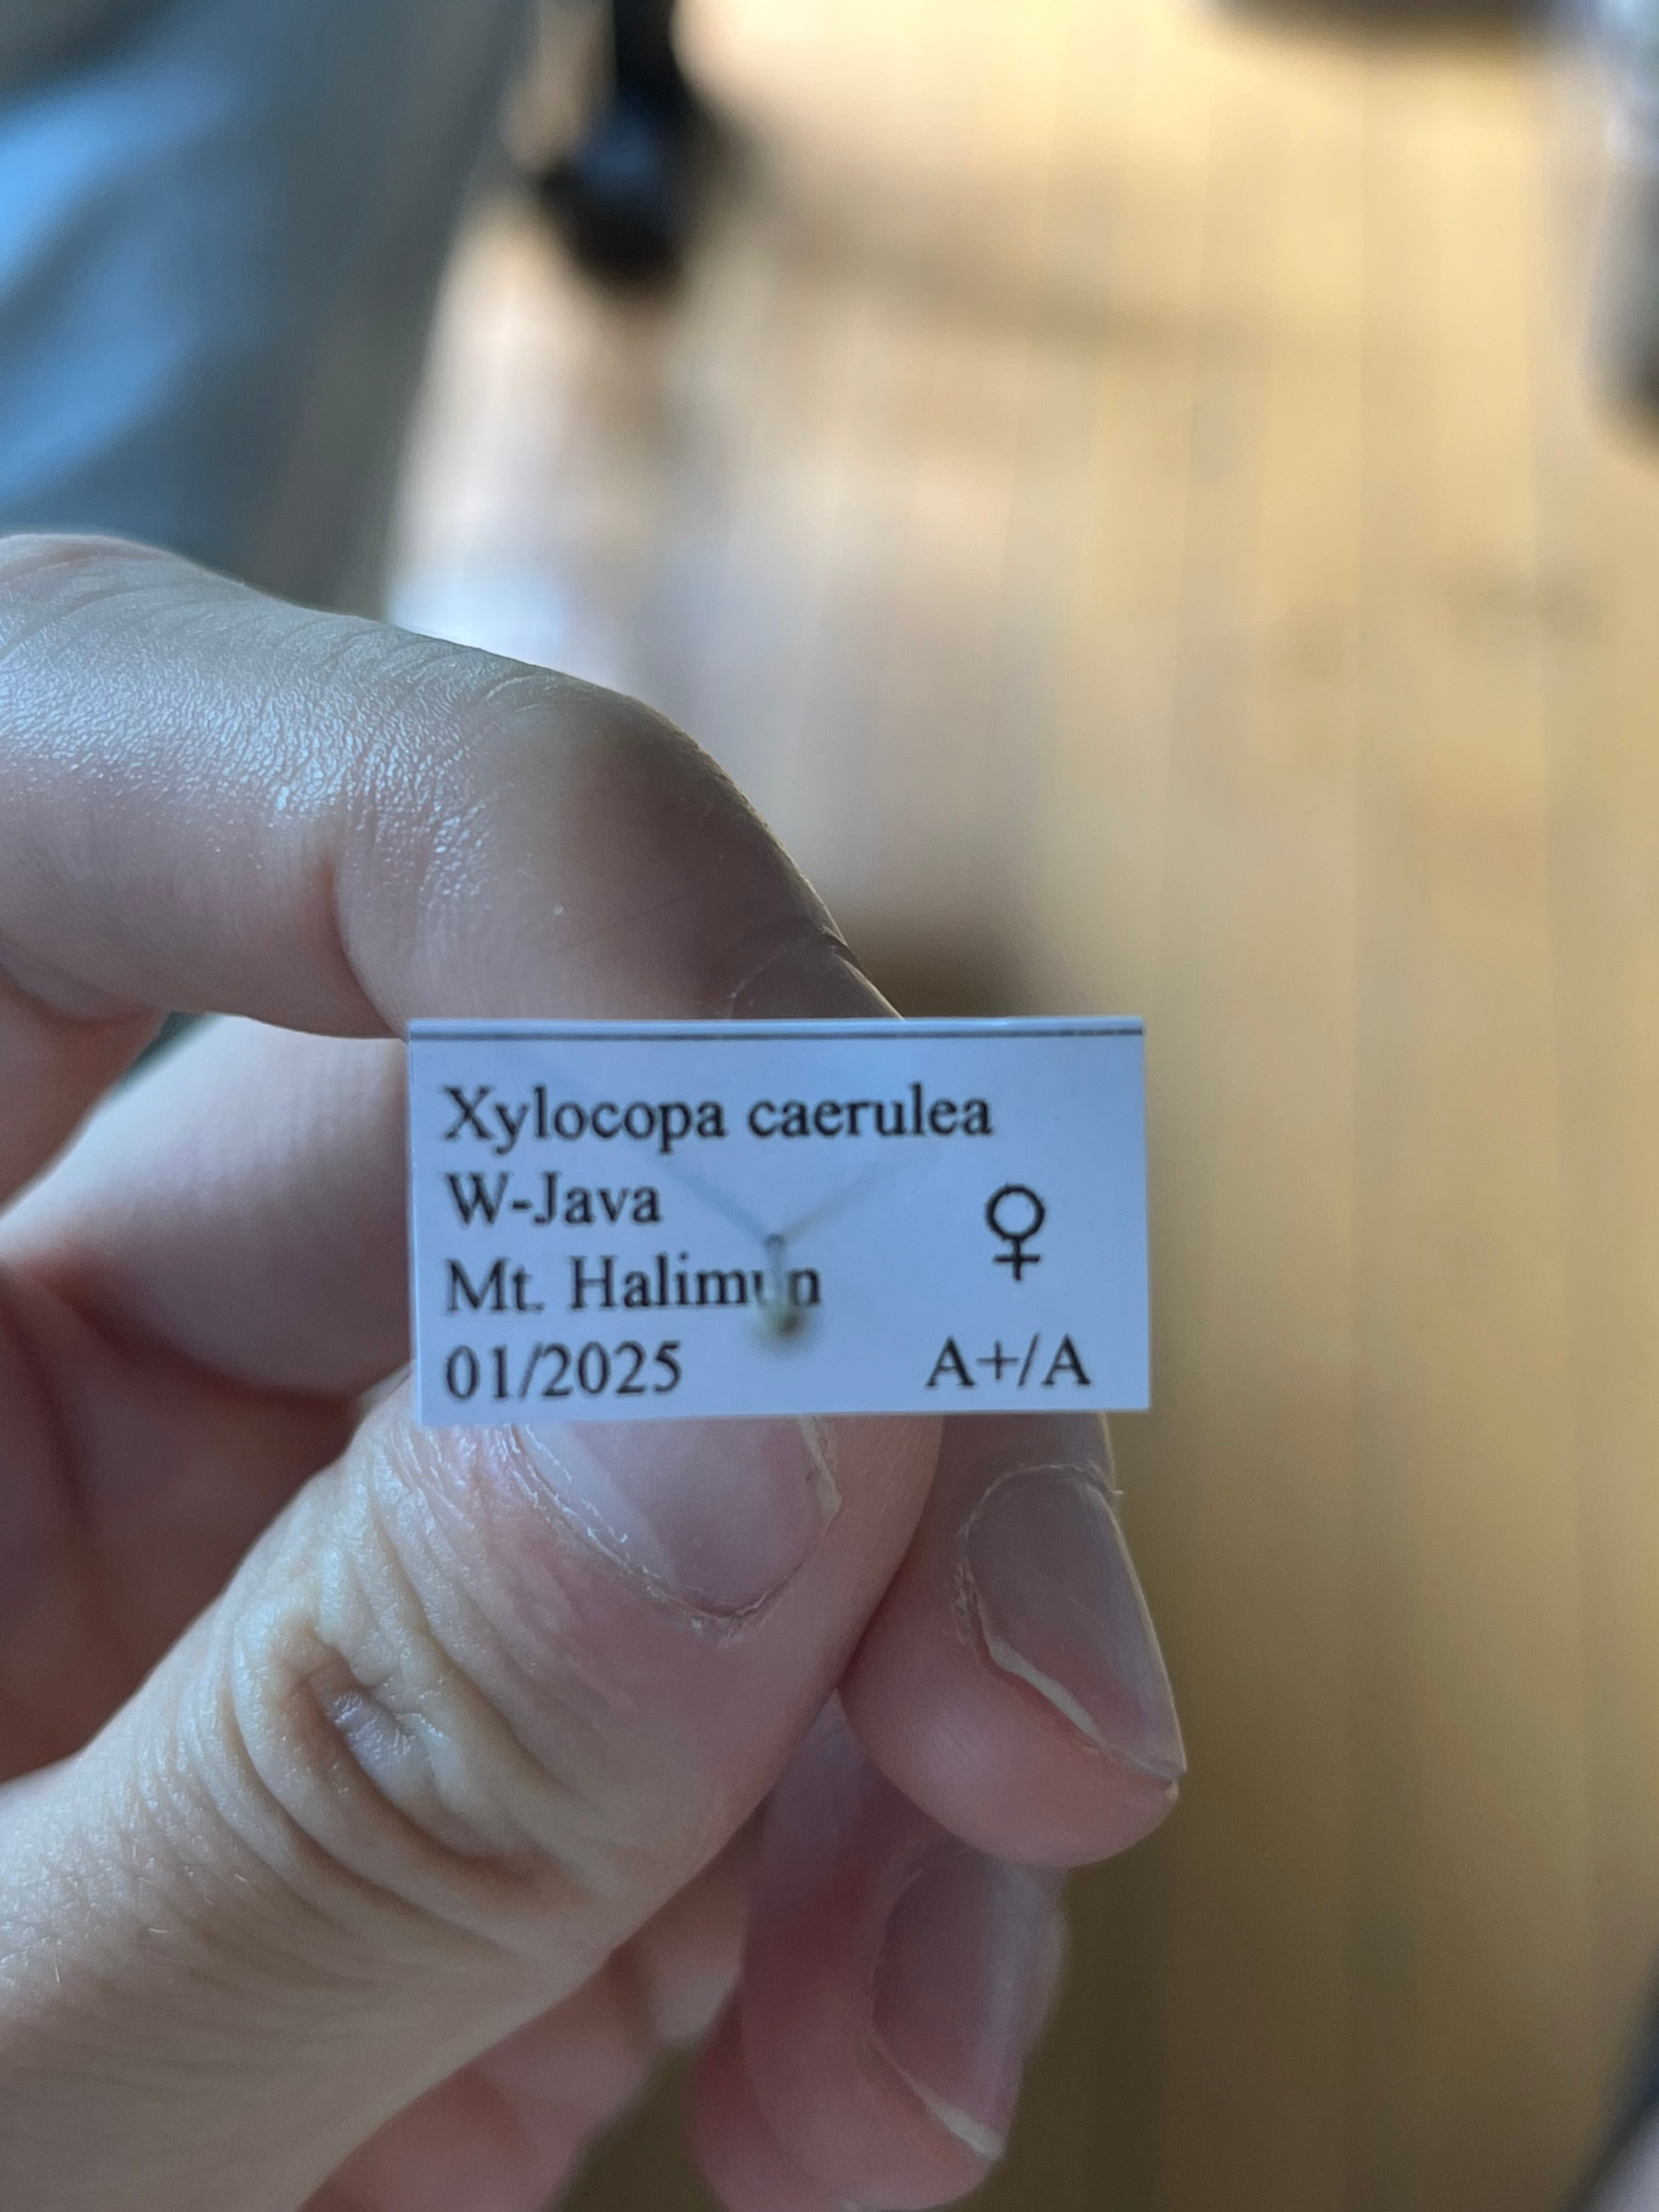 Xylocopa caerulea
W-Java
♀
Mt. Halimun
01/2025
A+/A